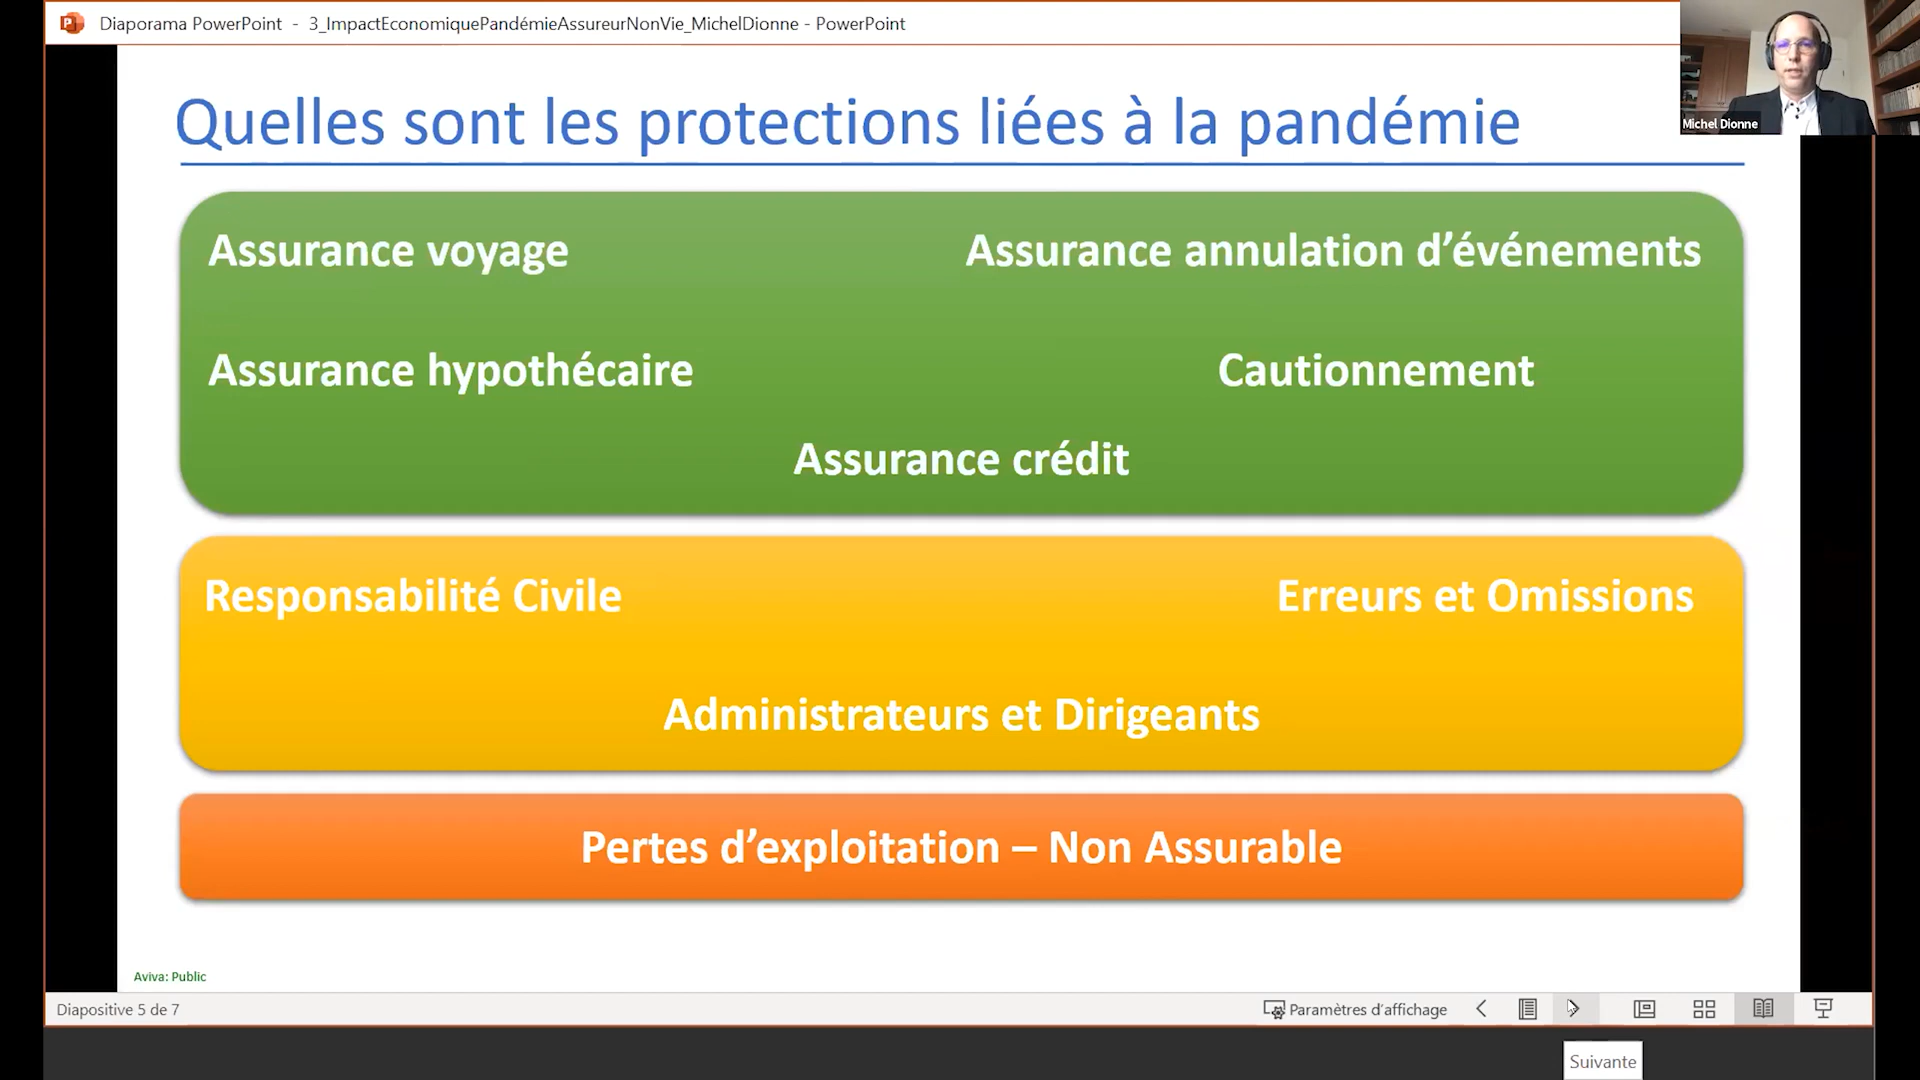 Diaporama PowerPoint - 3_ImpactEconomiquePandémieAssureurNonVie_MichelDionne - PowerPoint
Michel Dionne
Quelles sont les protections liées à la pandémie
Assurance voyage
Assurance annulation d’événements
Assurance hypothécaire
Cautionnement
Assurance crédit
Responsabilité Civile
Erreurs et Omissions
Administrateurs et Dirigeants
Pertes d’exploitation – Non Assurable
Aviva: Public
Diapositive 5 de 7
Paramètres d’affichage
Suivante